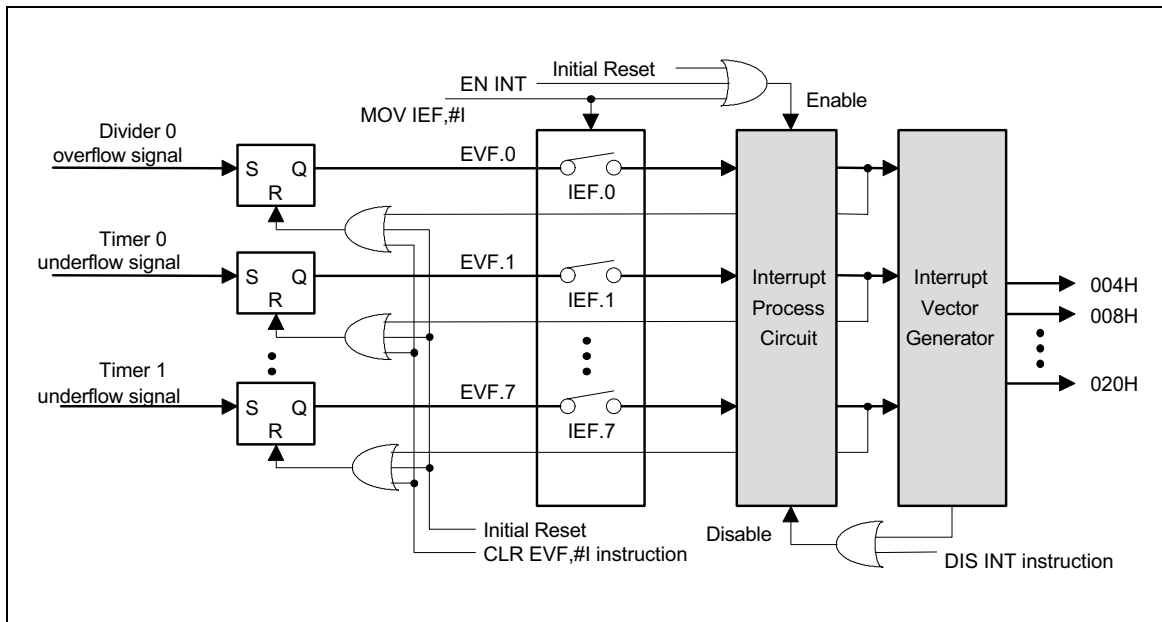 Initial Reset
EN INT
MOV IEF,#I
Enable
Divider 0
overflow signal
S Q
R
EVF.0
IEF.0
Timer 0
underflow signal
S Q
R
EVF.1
IEF.1
Interrupt
Process
Circuit
Interrupt
Vector
Generator
004H
008H
020H
Timer 1
underflow signal
S Q
R
EVF.7
IEF.7
Initial Reset
CLR EVF,#I instruction
Disable
DIS INT instruction